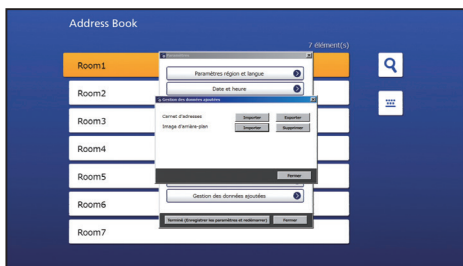 Address Book
7 élément(s)
Room1
Room2
Room3
Room4
Room5
Room6
Room7
Paramètres
Paramètres région et langue
Date et heure
Gestion des données ajoutées
Carnet d'adresses
Importer
Exporter
Image d'arrière-plan
Importer
Supprimer
Fermer
Gestion des données ajoutées
Terminé (Enregistrer les paramètres et redémarrer)
Fermer